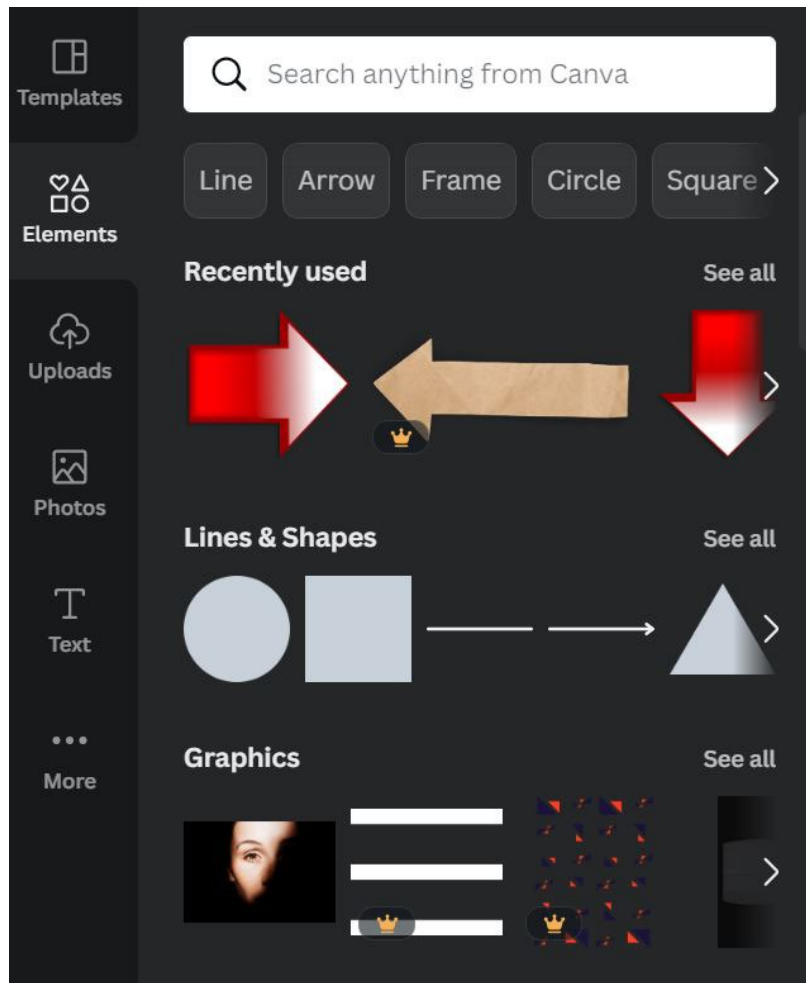 Templates
Elements
Uploads
Photos
Text
More
Search anything from Canva
Line Arrow Frame Circle Square
Recently used See all
Lines & Shapes See all
Graphics See all